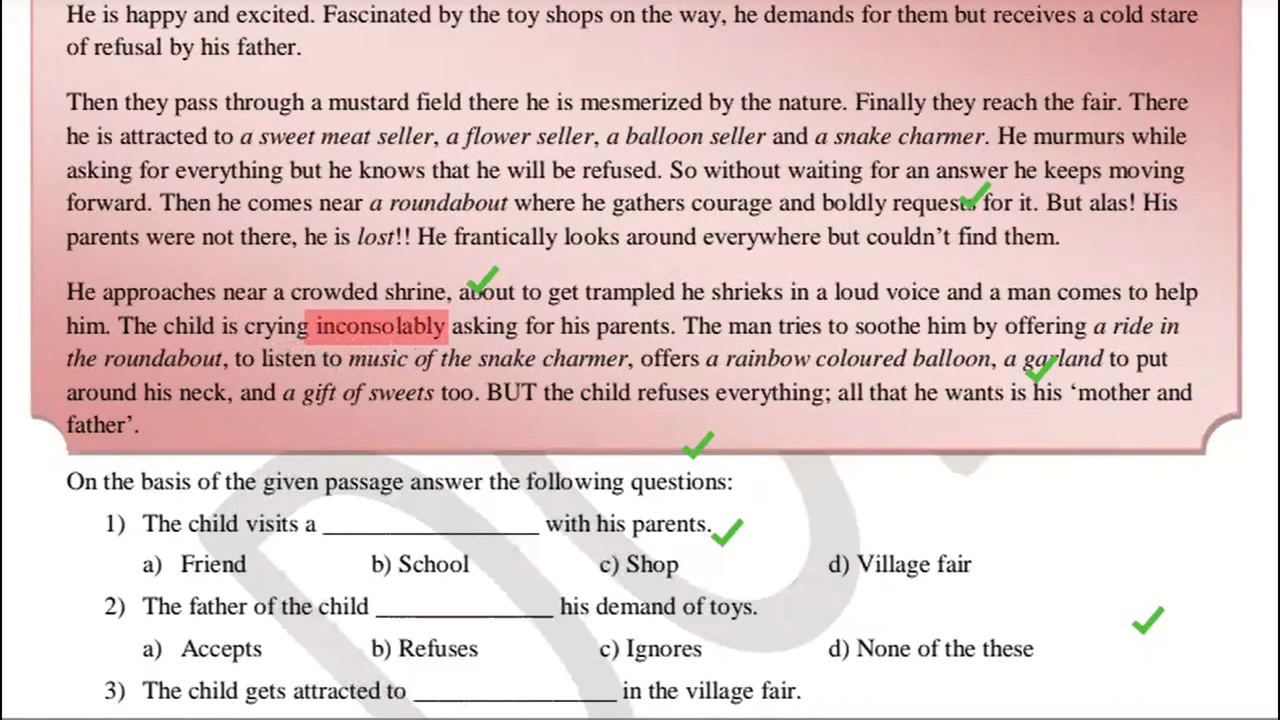 He is happy and excited. Fascinated by the toy shops on the way, he demands for them but receives a cold stare
of refusal by his father.
Then they pass through a mustard field there he is mesmerized by the nature. Finally they reach the fair. There
he is attracted to a sweet meat seller, a flower seller, a balloon seller and a snake charmer. He murmurs while
asking for everything but he knows that he will be refused. So without waiting for an answer he keeps moving
forward. Then he comes near a roundabout where he gathers courage and boldly requests for it. But alas! His
parents were not there, he is lost!! He frantically looks around everywhere but couldn’t find them.
He approaches near a crowded shrine, about to get trampled he shrieks in a loud voice and a man comes to help
him. The child is crying inconsolably asking for his parents. The man tries to soothe him by offering a ride in
the roundabout, to listen to music of the snake charmer, offers a rainbow coloured balloon, a garland to put
around his neck, and a gift of sweets too. BUT the child refuses everything; all that he wants is his ‘mother and
father’.
On the basis of the given passage answer the following questions:
1) The child visits a ________________ with his parents.
a) Friend b) School c) Shop d) Village fair
2) The father of the child _____________ his demand of toys.
a) Accepts b) Refuses c) Ignores d) None of the these
3) The child gets attracted to ________________ in the village fair.